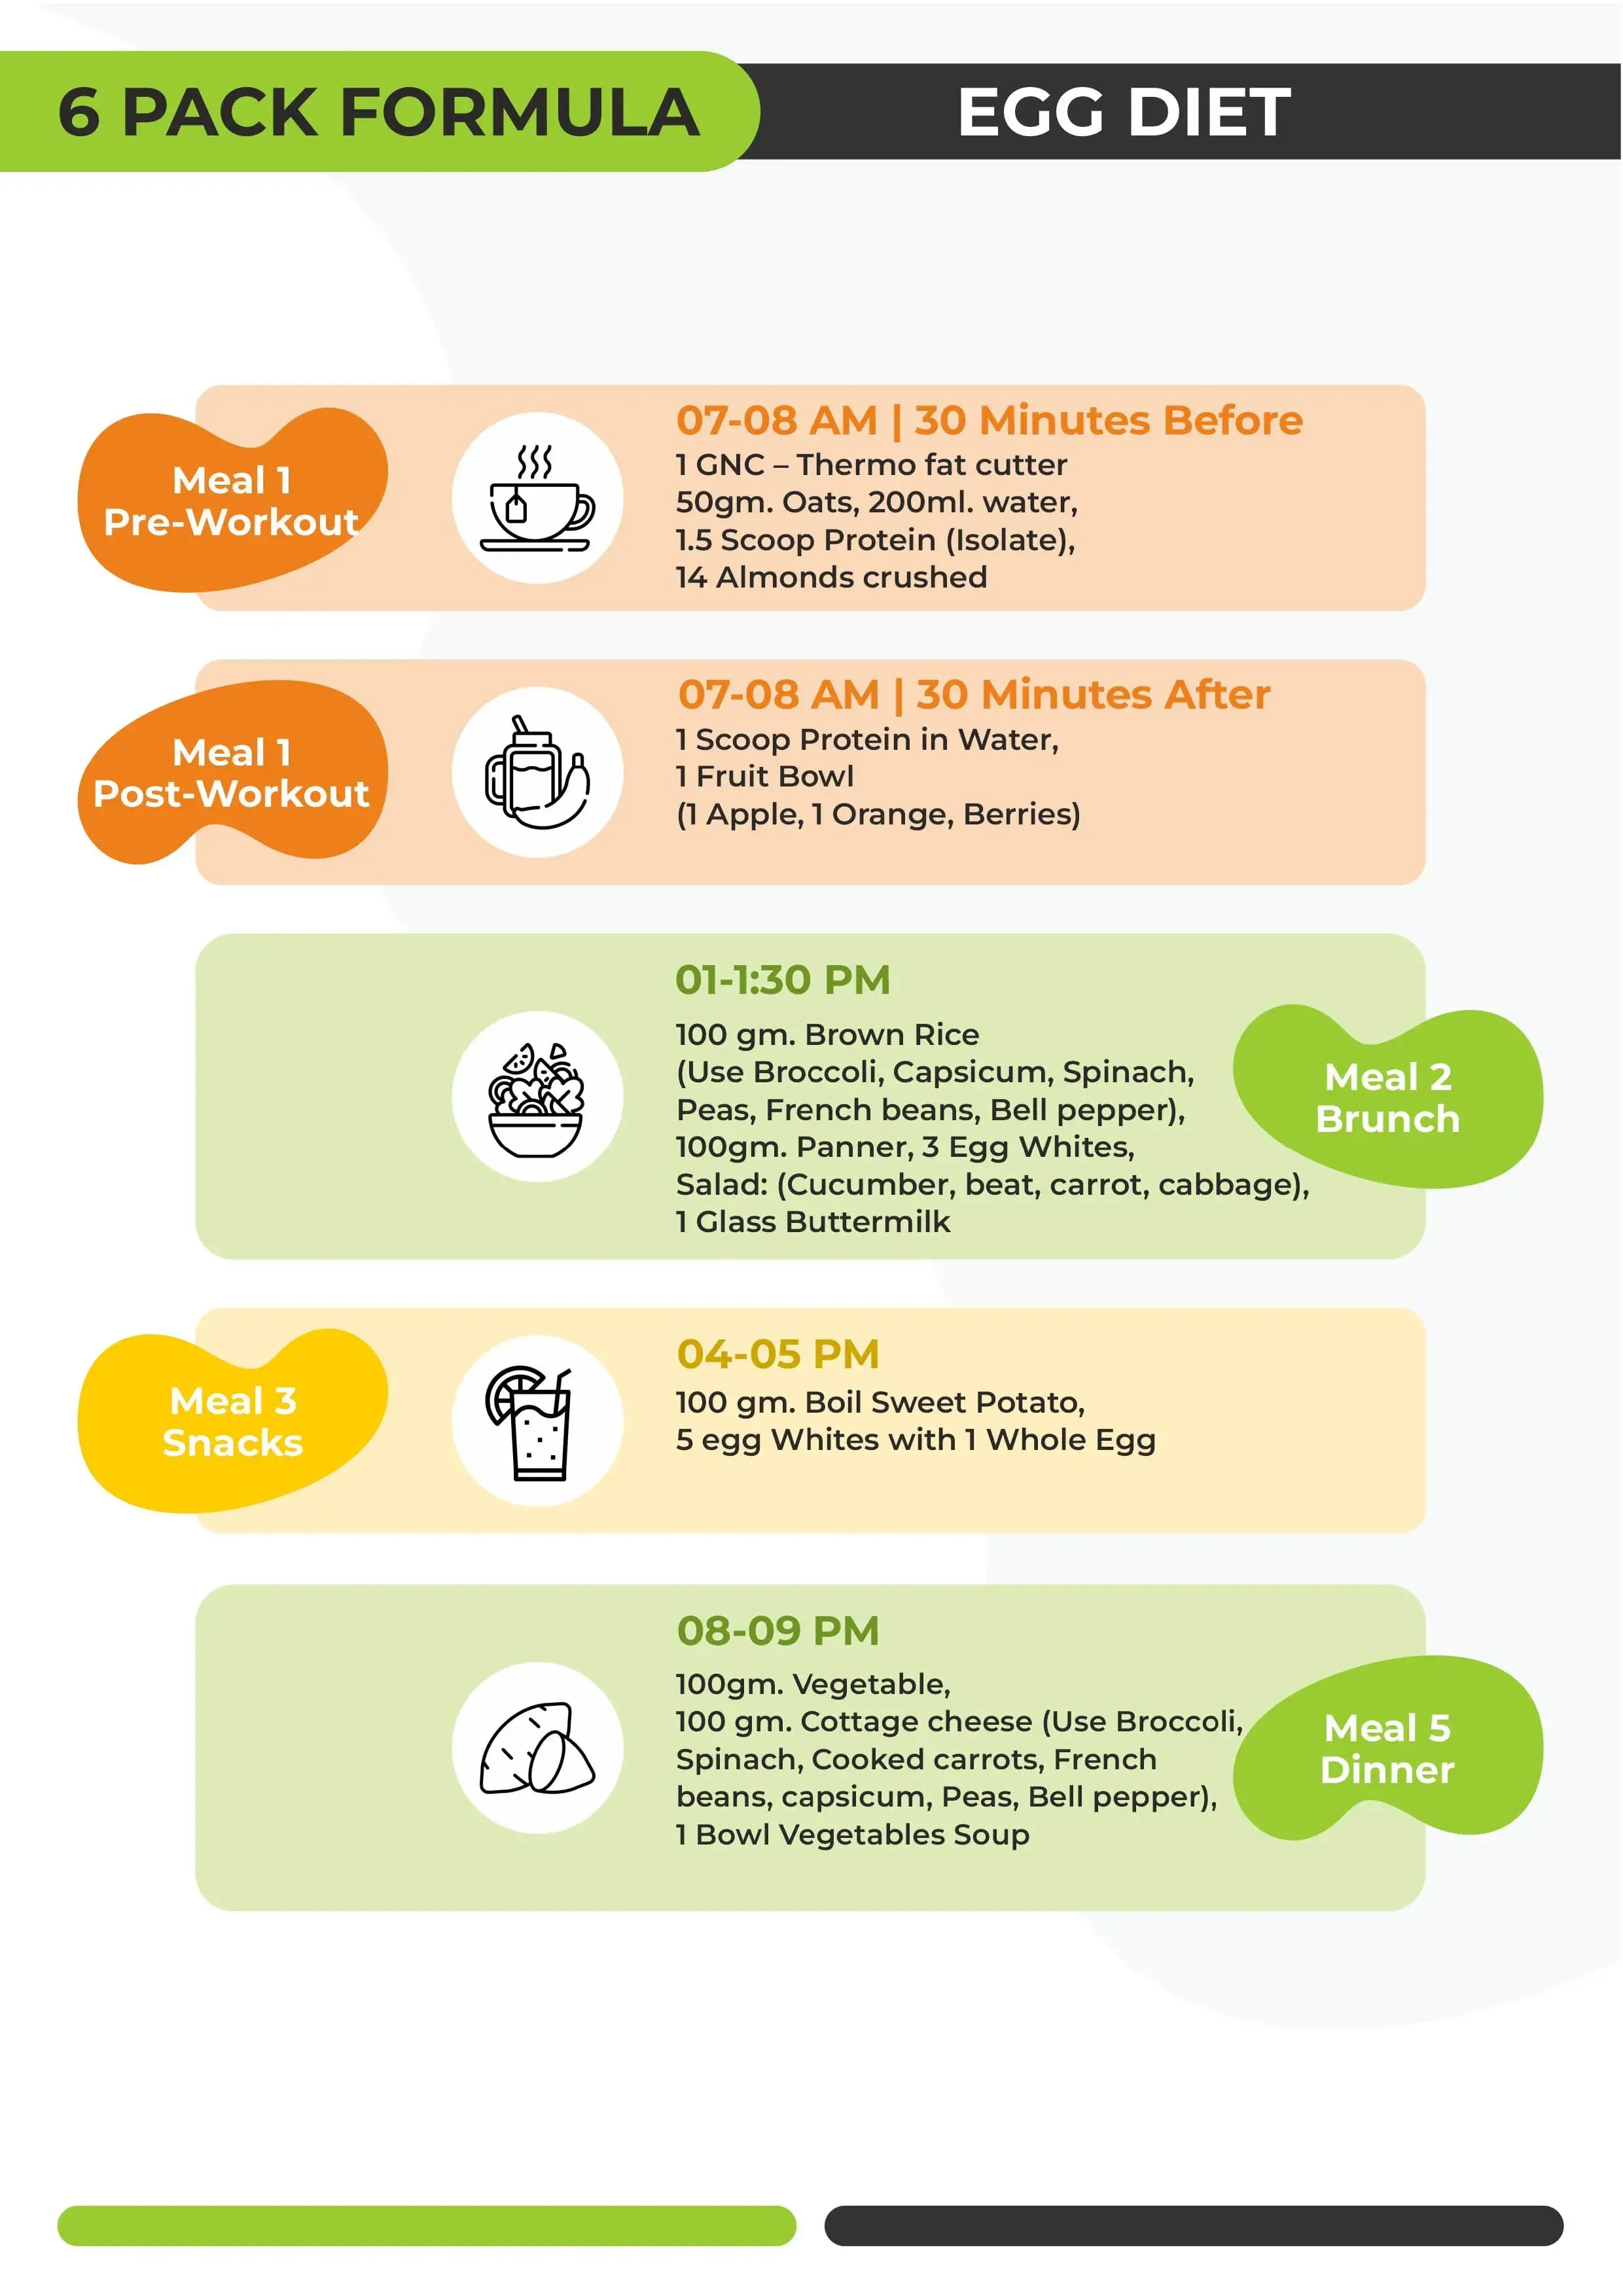 6 PACK FORMULA
EGG DIET
Meal 1
Pre-Workout
07-08 AM | 30 Minutes Before
1 GNC – Thermo fat cutter
50gm. Oats, 200ml. water,
1.5 Scoop Protein (Isolate),
14 Almonds crushed
Meal 1
Post-Workout
07-08 AM | 30 Minutes After
1 Scoop Protein in Water,
1 Fruit Bowl
(1 Apple, 1 Orange, Berries)
01-1:30 PM
100 gm. Brown Rice
(Use Broccoli, Capsicum, Spinach,
Peas, French beans, Bell pepper),
100gm. Panner, 3 Egg Whites,
Salad: (Cucumber, beat, carrot, cabbage),
1 Glass Buttermilk
Meal 2
Brunch
Meal 3
Snacks
04-05 PM
100 gm. Boil Sweet Potato,
5 egg Whites with 1 Whole Egg
08-09 PM
100gm. Vegetable,
100 gm. Cottage cheese (Use Broccoli,
Spinach, Cooked carrots, French
beans, capsicum, Peas, Bell pepper),
1 Bowl Vegetables Soup
Meal 5
Dinner